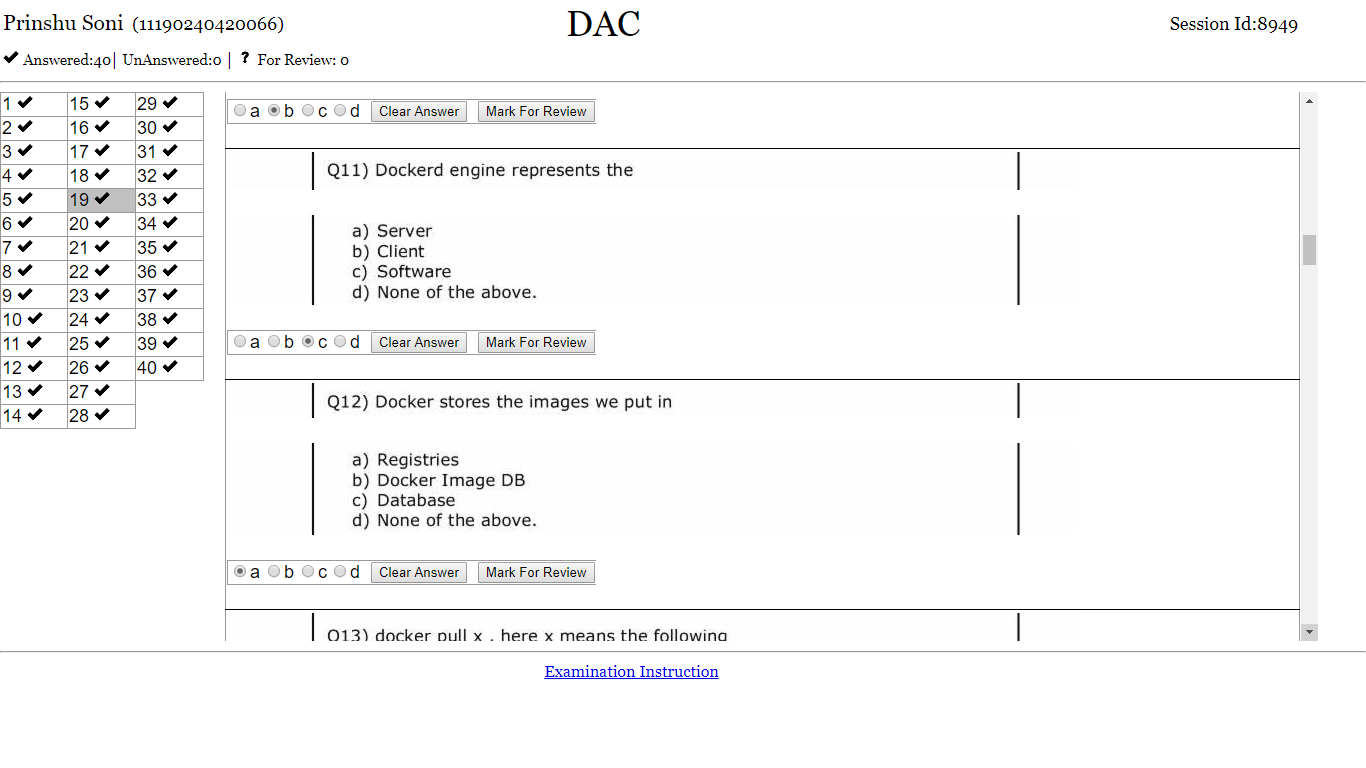 Prinshu Soni (11190240420066)
DAC
Session Id:8949
Answered:40| UnAnswered:0 | ? For Review: 0
1 15 29
2 16 30
3 17 31
4 18 32
5 19 33
6 20 34
7 21 35
8 22 36
9 23 37
10 24 38
11 25 39
12 26 40
13 27
14 28
a b c d Clear Answer Mark For Review
Q11) Dockerd engine represents the
a) Server
b) Client
c) Software
d) None of the above.
a b c d Clear Answer Mark For Review
Q12) Docker stores the images we put in
a) Registries
b) Docker Image DB
c) Database
d) None of the above.
a b c d Clear Answer Mark For Review
Q13) docker pull x , here x means the following
Examination Instruction